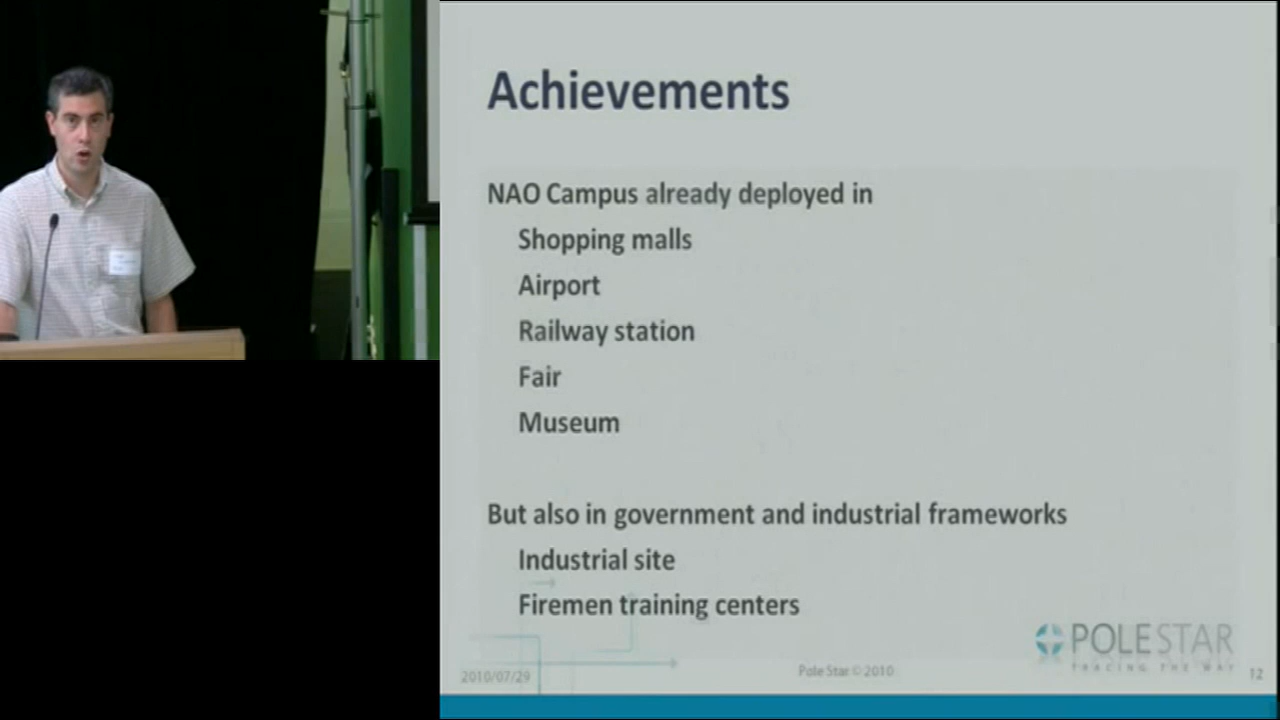 Achievements
NAO Campus already deployed in
Shopping malls
Airport
Railway station
Fair
Museum
But also in government and industrial frameworks
Industrial site
Firemen training centers
POLE STAR
TRACING THE WAY
2010/07/29
Pole Star © 2010
12